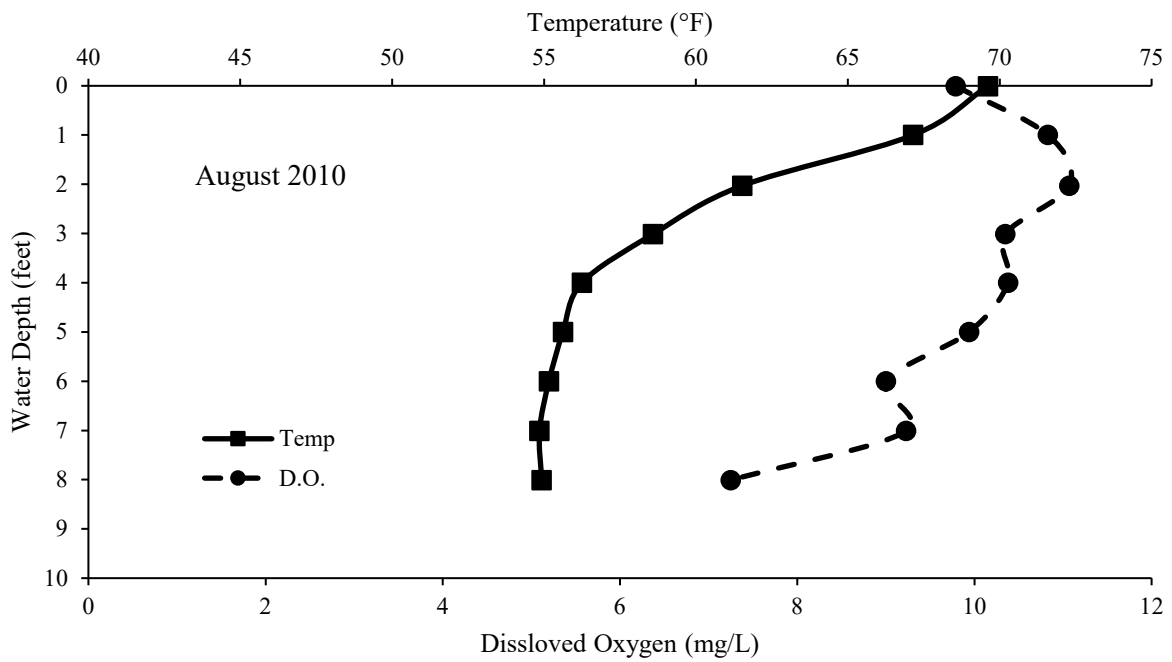 Temperature (°F)
40 45 50 55 60 65 70 75
0
1
2
3
4
5
6
7
8
9
10
Water Depth (feet)
August 2010
Temp
D.O.
0 2 4 6 8 10 12
Dissloved Oxygen (mg/L)